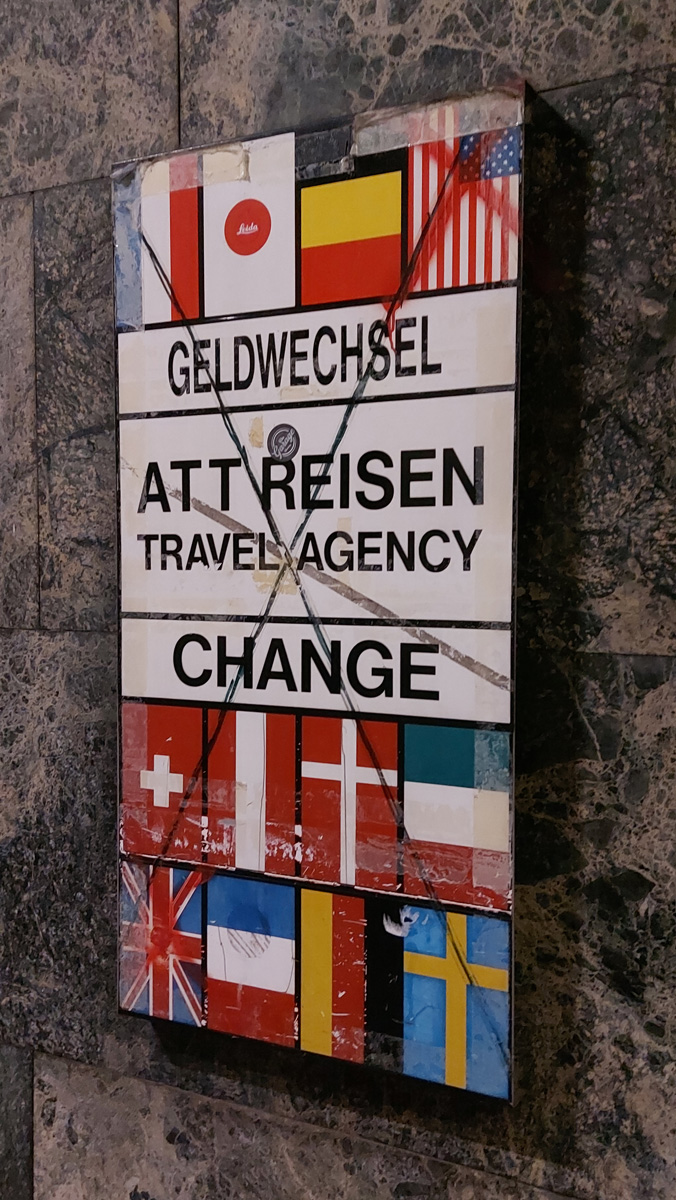 Leica
GELDWECHSEL
ATT REISEN
TRAVEL AGENCY
CHANGE